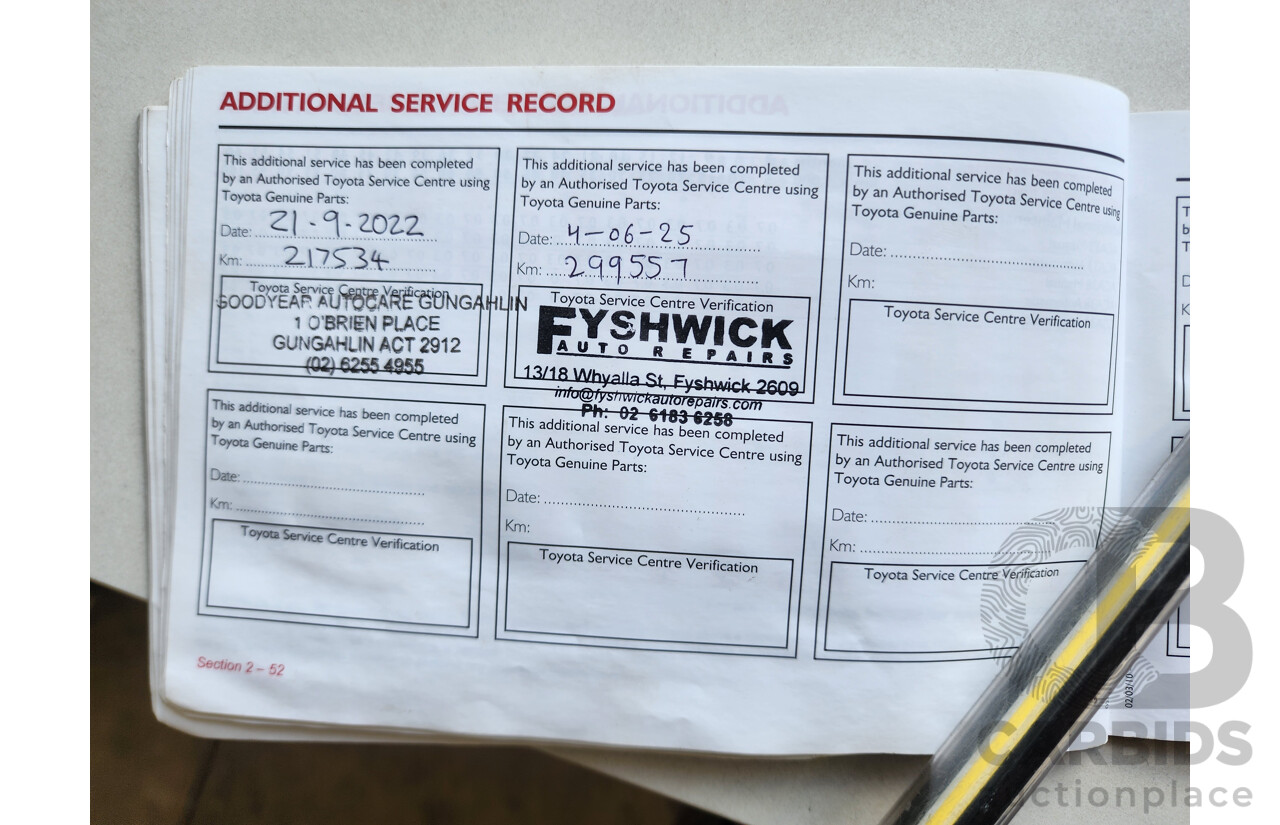 ADDITIONAL SERVICE RECORD
This additional service has been completed
by an Authorised Toyota Service Centre using
Toyota Genuine Parts:
Date: 21-9-2022
Km: 217534
Toyota Service Centre Verification
GOODYEAR AUTOCARE GUNGAHLIN
1 O'BRIEN PLACE
GUNGAHLIN ACT 2912
(02) 6255 4955
This additional service has been completed
by an Authorised Toyota Service Centre using
Toyota Genuine Parts:
Date: 4-06-25
Km: 299557
Toyota Service Centre Verification
FYSHWICK
AUTO REPAIRS
13/18 Whyalla St, Fyshwick 2609
info@fyshwickautorepairs.com
Ph: 02 6183 6258
This additional service has been completed
by an Authorised Toyota Service Centre using
Toyota Genuine Parts:
Date:
Km:
Toyota Service Centre Verification
This additional service has been completed
by an Authorised Toyota Service Centre using
Toyota Genuine Parts:
Date:
Km:
Toyota Service Centre Verification
This additional service has been completed
by an Authorised Toyota Service Centre using
Toyota Genuine Parts:
Date:
Km:
Toyota Service Centre Verification
This additional service has been completed
by an Authorised Toyota Service Centre using
Toyota Genuine Parts:
Date:
Km:
Toyota Service Centre Verification
Section 2 – 52
02/03/10
CARBIDS
auctionplace